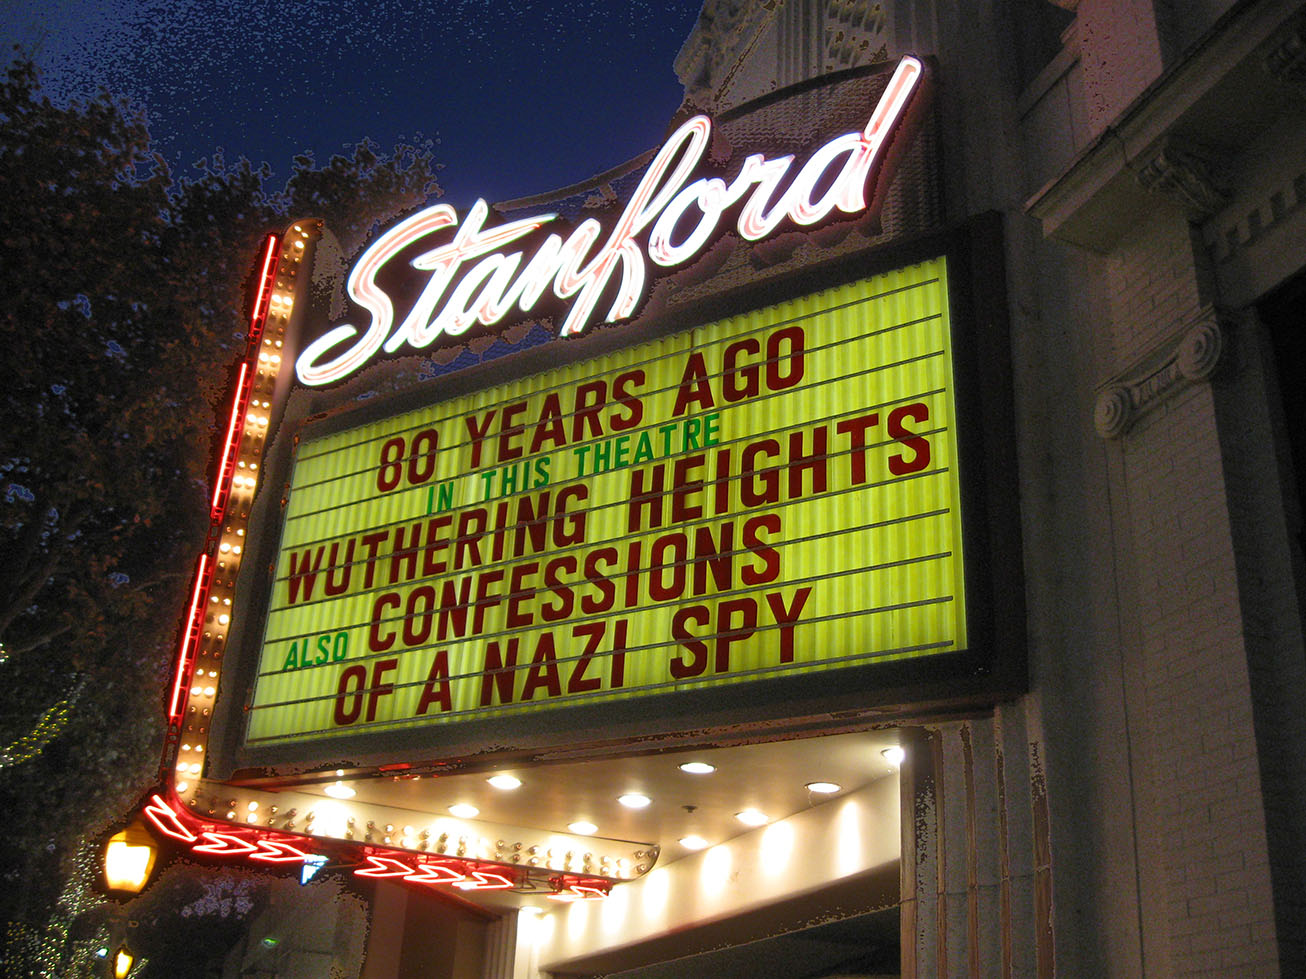 Stanford
80 YEARS AGO
IN THIS THEATRE
WUTHERING HEIGHTS
ALSO CONFESSIONS
OF A NAZI SPY